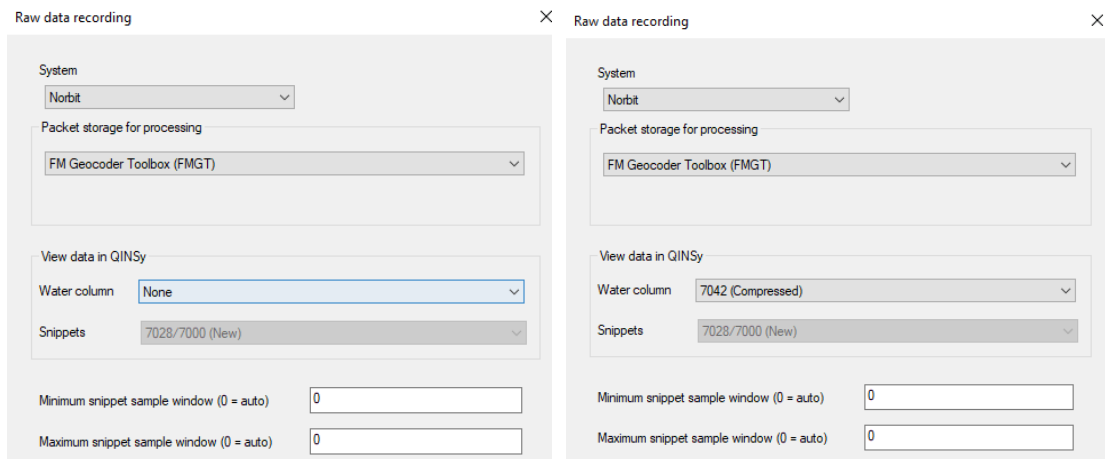 Raw data recording
System
Norbit
Packet storage for processing
FM Geocoder Toolbox (FMGT)
View data in QINSy
Water column None
Snippets 7028/7000 (New)
Minimum snippet sample window (0 = auto) 0
Maximum snippet sample window (0 = auto) 0
Raw data recording
System
Norbit
Packet storage for processing
FM Geocoder Toolbox (FMGT)
View data in QINSy
Water column 7042 (Compressed)
Snippets 7028/7000 (New)
Minimum snippet sample window (0 = auto) 0
Maximum snippet sample window (0 = auto) 0